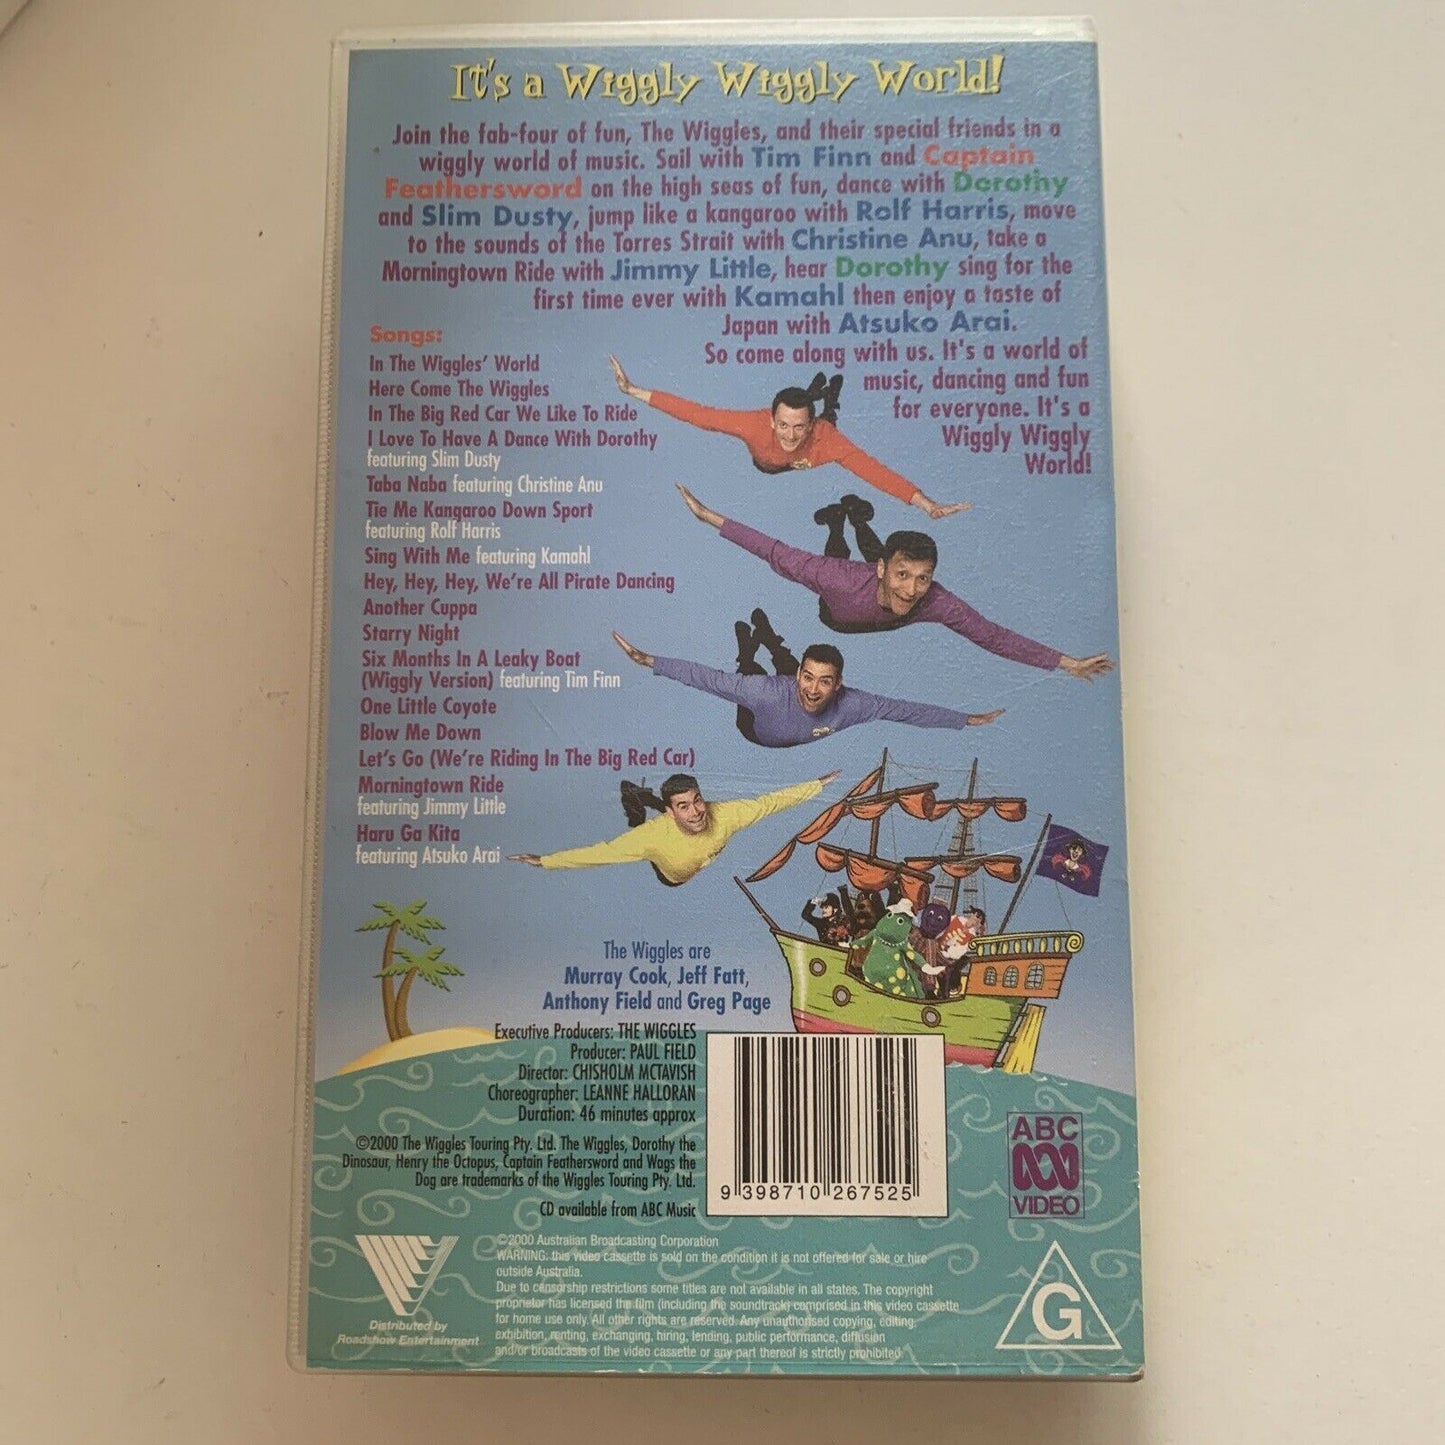 It's a Wiggly Wiggly World!
Join the fab-four of fun, The Wiggles, and their special friends in a
wiggly world of music. Sail with Tim Finn and Captain
Feathersword on the high seas of fun, dance with Dorothy
and Slim Dusty, jump like a kangaroo with Rolf Harris, move
to the sounds of the Torres Strait with Christine Anu, take a
Morningtown Ride with Jimmy Little, hear Dorothy sing for the
first time ever with Kamahl then enjoy a taste of
Japan with Atsuko Arai.
So come along with us. It's a world of
music, dancing and fun
for everyone. It's a
Wiggly Wiggly
World!
Songs:
In The Wiggles' World
Here Come The Wiggles
In The Big Red Car We Like To Ride
I Love To Have A Dance With Dorothy
featuring Slim Dusty
Taba Naba featuring Christine Anu
Tie Me Kangaroo Down Sport
featuring Rolf Harris
Sing With Me featuring Kamahl
Hey, Hey, Hey, We're All Pirate Dancing
Another Cuppa
Starry Night
Six Months In A Leaky Boat
(Wiggly Version) featuring Tim Finn
One Little Coyote
Blow Me Down
Let's Go (We're Riding In The Big Red Car)
Morningtown Ride
featuring Jimmy Little
Haru Ga Kita
featuring Atsuko Arai
The Wiggles are
Murray Cook, Jeff Fatt,
Anthony Field and Greg Page
Executive Producers: THE WIGGLES
Producer: PAUL FIELD
Director: CHISHOLM MCTAVISH
Choreographer: LEANNE HALLORAN
Duration: 46 minutes approx
©2000 The Wiggles Touring Pty. Ltd. The Wiggles, Dorothy the
Dinosaur, Henry the Octopus, Captain Feathersword and Wags the
Dog are trademarks of the Wiggles Touring Pty. Ltd.
CD available from ABC Music
9 398710 267525
ABC
VIDEO
Distributed by
Roadshow Entertainment
©2000 Australian Broadcasting Corporation
WARNING: this video cassette is sold on the condition it is not offered for sale or hire
outside Australia.
Due to censorship restrictions some titles are not available in all states. The copyright
proprietor has licensed the film (including the soundtrack) comprised in this video cassette
for home use only. All other rights are reserved. Any unauthorised copying, editing,
exhibition, renting, exchanging, hiring, lending, public performance, diffusion
and/or broadcasts of the video cassette or any part thereof is strictly prohibited.
G